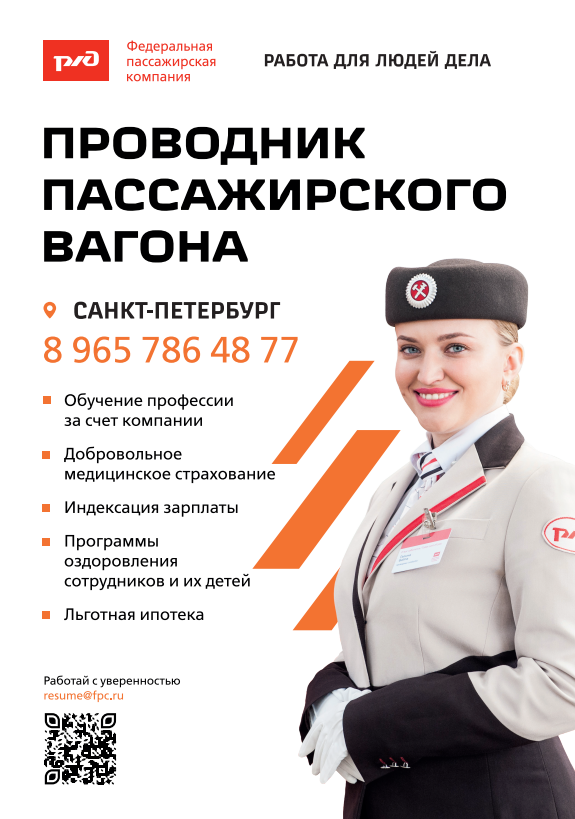 ржд
Федеральная
пассажирская
компания
РАБОТА ДЛЯ ЛЮДЕЙ ДЕЛА
ПРОВОДНИК
ПАССАЖИРСКОГО
ВАГОНА
САНКТ-ПЕТЕРБУРГ
8 965 786 48 77
Обучение профессии
за счет компании
Добровольное
медицинское страхование
Индексация зарплаты
Программы
оздоровления
сотрудников и их детей
Льготная ипотека
Работай с уверенностью
resume@fpc.ru